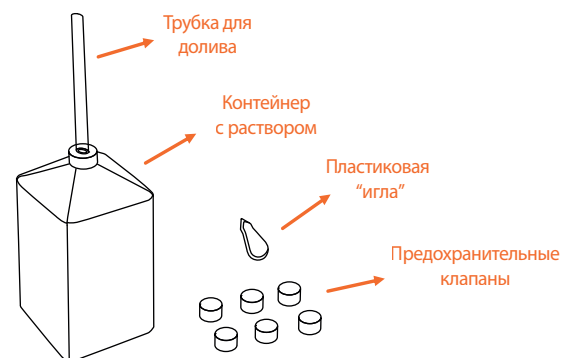 Трубка для
долива
Контейнер
с раствором
Пластиковая
“игла”
Предохранительные
клапаны